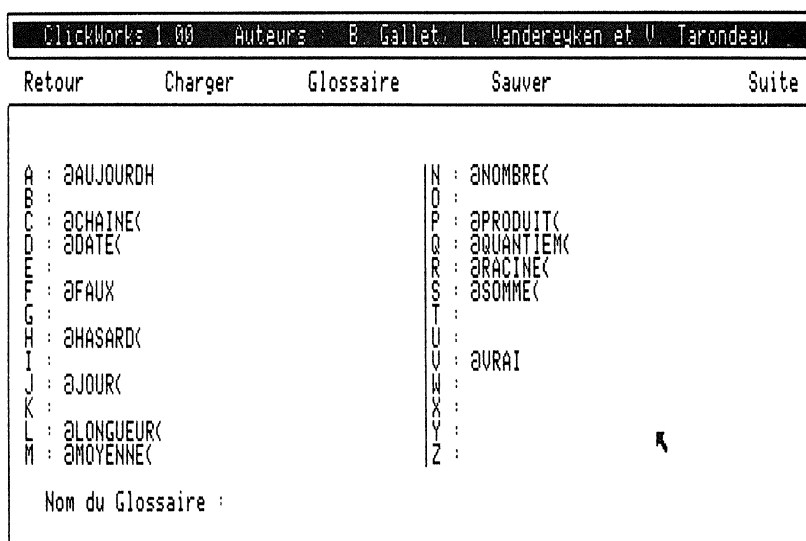 ClickWorks 1.00 Auteurs : B. Gallet, L. Vandereyken et V. Tarondeau
Retour Charger Glossaire Sauver Suite
A : @AUJOURDH
B :
C : @CHAINE(
D : @DATE(
E :
F : @FAUX
G :
H : @HASARD(
I :
J : @JOUR(
K :
L : @LONGUEUR(
M : @MOYENNE(
N : @NOMBRE(
O :
P : @PRODUIT(
Q : @QUANTIEM(
R : @RACINE(
S : @SOMME(
T :
U :
V : @VRAI
W :
X :
Y :
Z :
Nom du Glossaire :